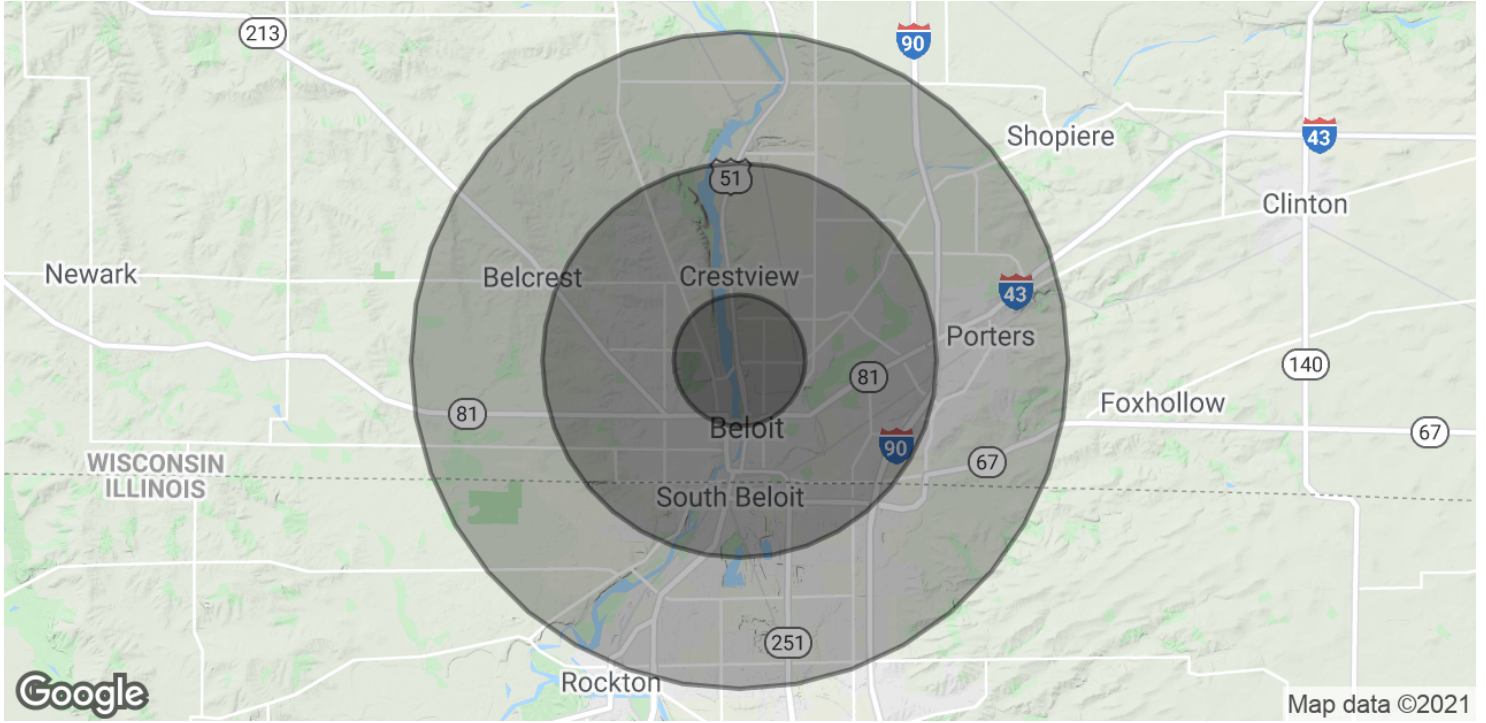 213
90
Shopiere
43
51
Clinton
Newark
Belcrest
Crestview
43
Porters
81
140
81
Foxhollow
Beloit
67
90
67
WISCONSIN
ILLINOIS
South Beloit
251
Rockton
Google
Map data ©2021